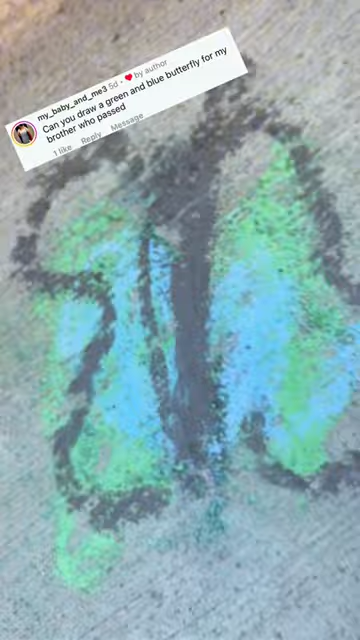 my_baby_and_me3 5d · ❤️ by author
Can you draw a green and blue butterfly for my
brother who passed
1 like Reply Message